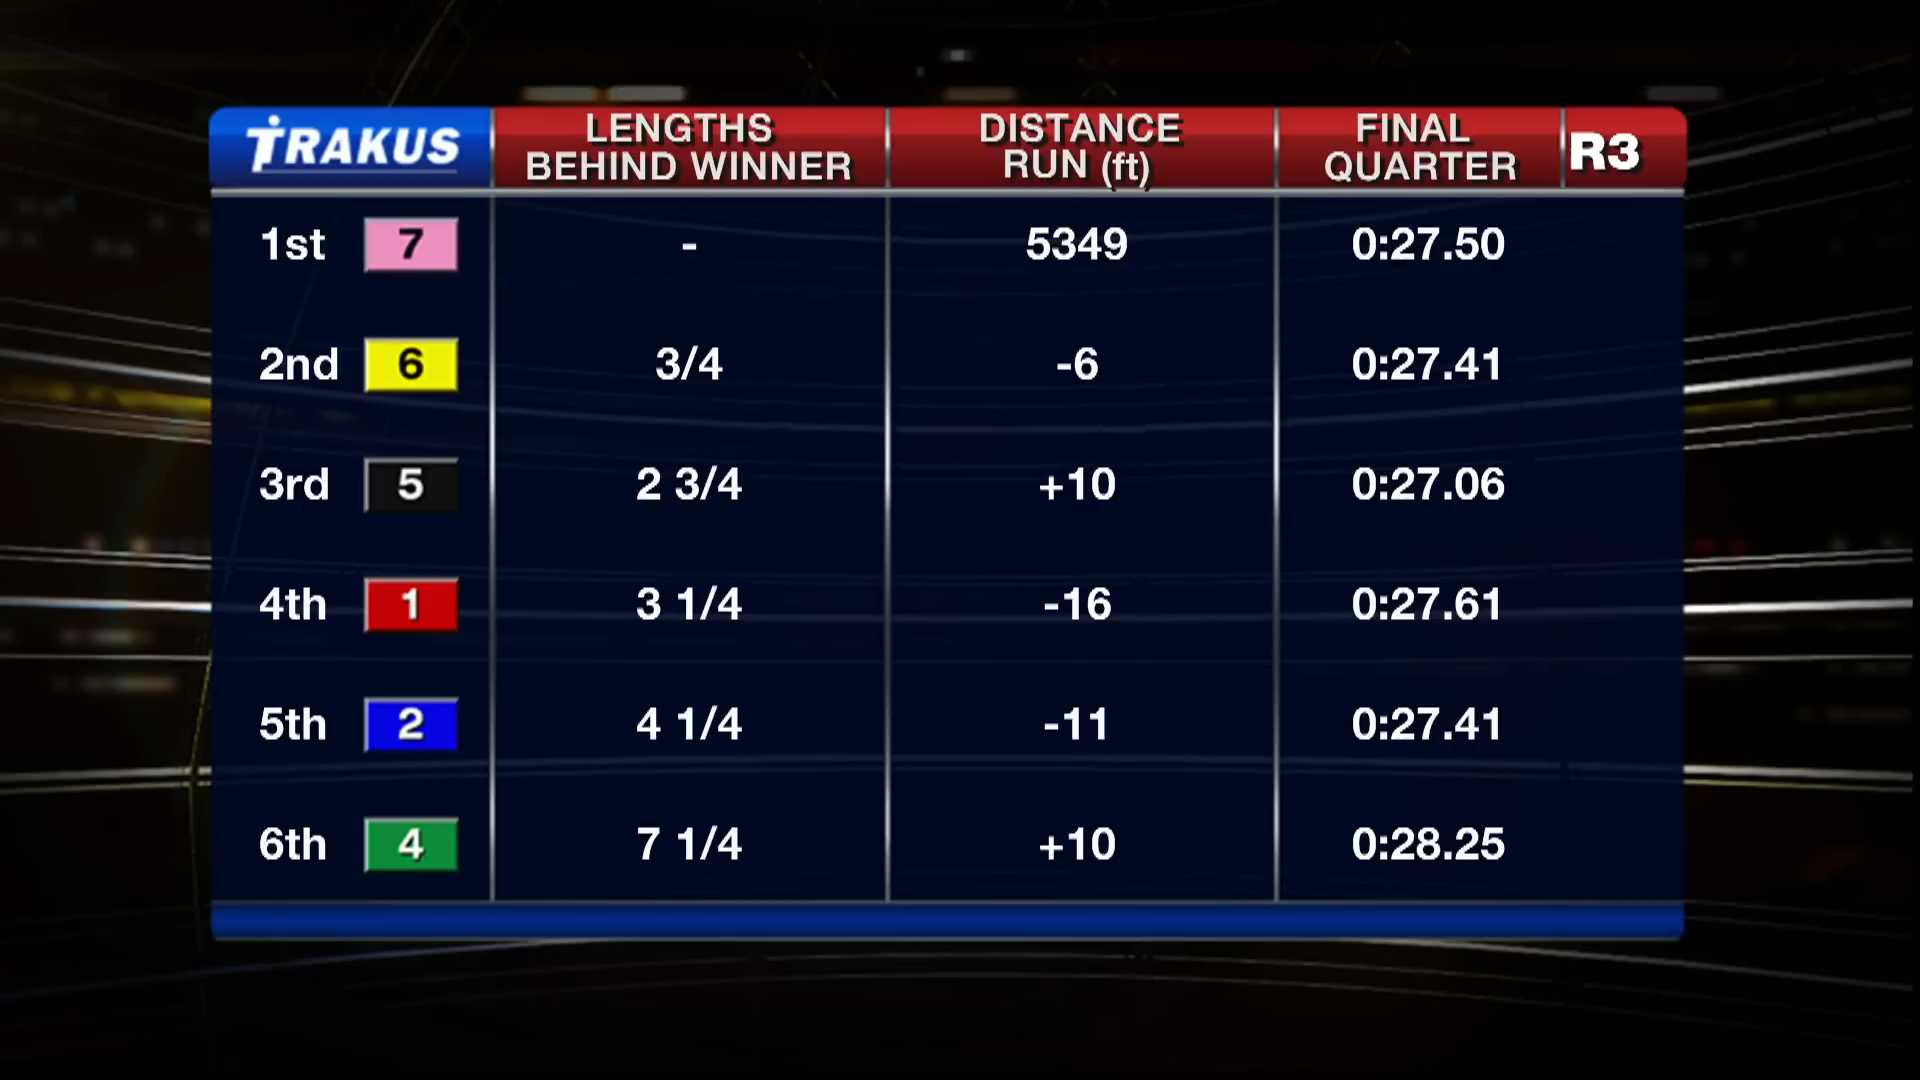 TRAKUS
LENGTHS BEHIND WINNER
DISTANCE RUN (ft)
FINAL QUARTER
R3
1st 7 - 5349 0:27.50
2nd 6 3/4 -6 0:27.41
3rd 5 2 3/4 +10 0:27.06
4th 1 3 1/4 -16 0:27.61
5th 2 4 1/4 -11 0:27.41
6th 4 7 1/4 +10 0:28.25